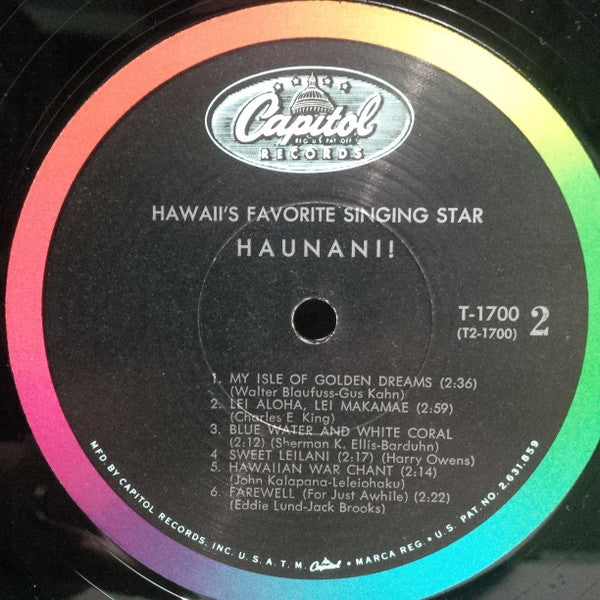 Capitol
REG. U.S. PAT. OFF.
RECORDS
HAWAII'S FAVORITE SINGING STAR
HAUNANI!
T-1700 2
(T2-1700)
1. MY ISLE OF GOLDEN DREAMS (2:36)
(Walter Blaufuss-Gus Kahn)
2. LEI ALOHA, LEI MAKAMAE (2:59)
(Charles E. King)
3. BLUE WATER AND WHITE CORAL
(2:12) (Sherman K. Ellis-Barduhn)
4 SWEET LEILANI (2:17) (Harry Owens)
5. HAWAIIAN WAR CHANT (2:14)
(John Kalapana-Leleiohaku)
6. FAREWELL (For Just Awhile) (2:22)
(Eddie Lund-Jack Brooks)
MFD. BY CAPITOL RECORDS, INC. U.S.A. T.M. Capitol • MARCA REG. • U.S. PAT. NO. 2,631,859